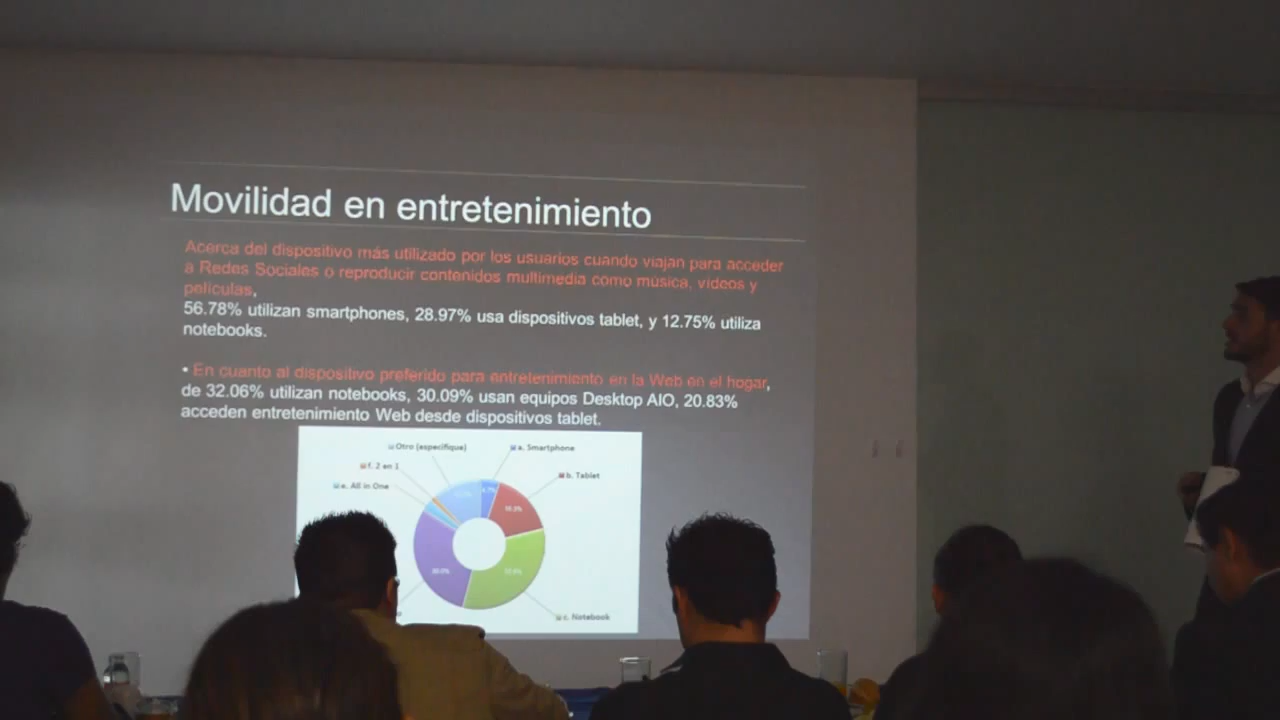 Movilidad en entretenimiento
Acerca del dispositivo más utilizado por los usuarios cuando viajan para acceder
a Redes Sociales o reproducir contenidos multimedia como música, vídeos y
películas,
56.78% utilizan smartphones, 28.97% usa dispositivos tablet, y 12.75% utiliza
notebooks.
• En cuanto al dispositivo preferido para entretenimiento en la Web en el hogar,
de 32.06% utilizan notebooks, 30.09% usan equipos Desktop AIO, 20.83%
acceden entretenimiento Web desde dispositivos tablet.
Otro (especifique)
a. Smartphone
f. 2 en 1
b. Tablet
e. All in One
c. Notebook